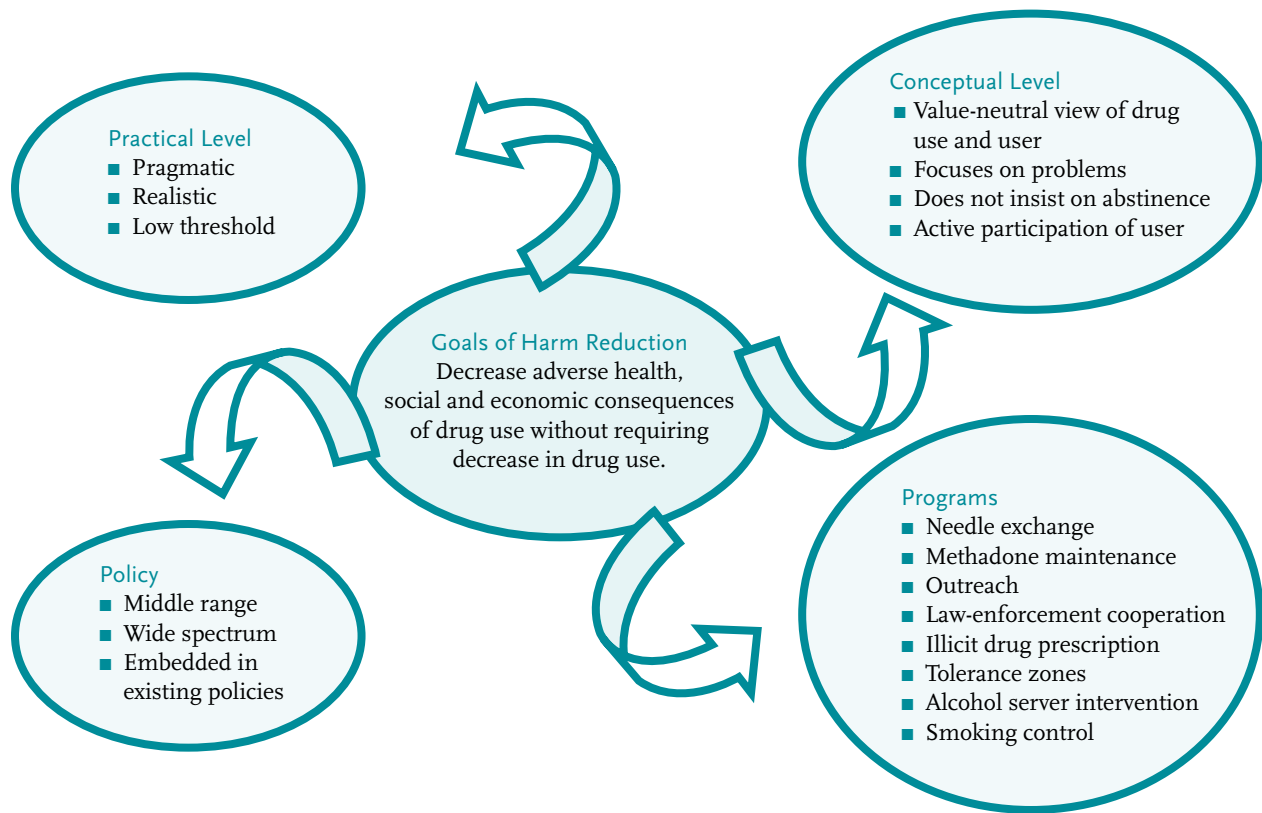 Practical Level
■ Pragmatic
■ Realistic
■ Low threshold
Conceptual Level
■ Value-neutral view of drug
use and user
■ Focuses on problems
■ Does not insist on abstinence
■ Active participation of user
Goals of Harm Reduction
Decrease adverse health,
social and economic consequences
of drug use without requiring
decrease in drug use.
Policy
■ Middle range
■ Wide spectrum
■ Embedded in
existing policies
Programs
■ Needle exchange
■ Methadone maintenance
■ Outreach
■ Law-enforcement cooperation
■ Illicit drug prescription
■ Tolerance zones
■ Alcohol server intervention
■ Smoking control